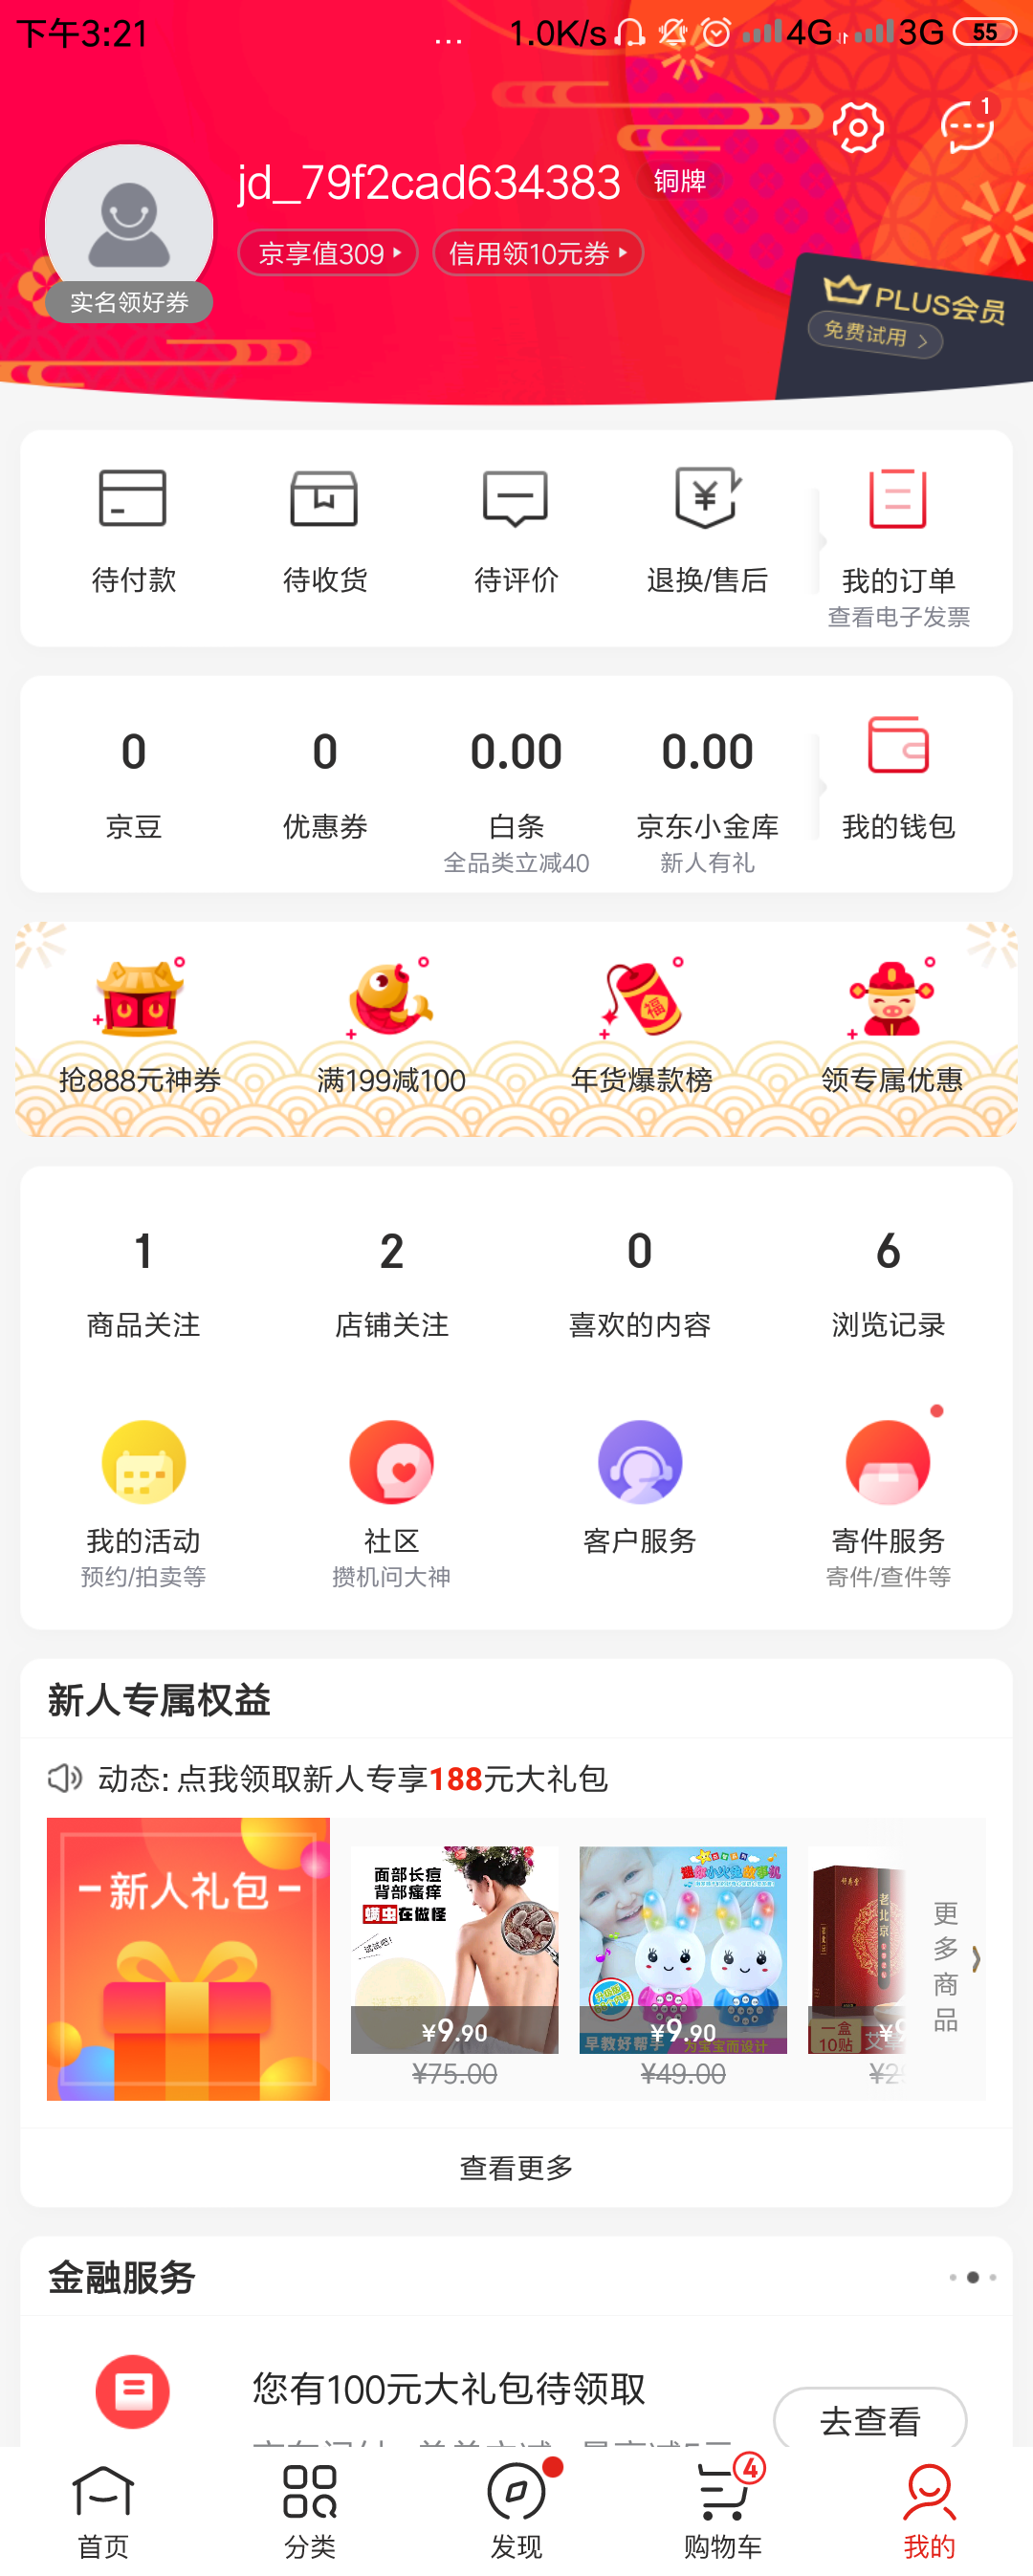 下午3:21
... 1.0K/s 4G 3G 55
1
jd_79f2cad634383 铜牌
京享值309 信用领10元券
实名领好券
PLUS会员
免费试用
待付款 待收货 待评价 退换/售后 我的订单
查看电子发票
0 0 0.00 0.00
京豆 优惠券 白条 京东小金库 我的钱包
全品类立减40 新人有礼
福
抢888元神券 满199减100 年货爆款榜 领专属优惠
1 2 0 6
商品关注 店铺关注 喜欢的内容 浏览记录
我的活动 社区 客户服务 寄件服务
预约/拍卖等 攒机问大神 寄件/查件等
新人专属权益
动态: 点我领取新人专享188元大礼包
新人礼包
面部长痘
背部瘙痒
螨虫在做怪
试试吧!
¥9.90
¥75.00
早教好帮手 为宝宝而设计
¥9.90
¥49.00
老北京
一盒
10贴
更多商品
查看更多
金融服务
您有100元大礼包待领取
去查看
首页 分类 发现 购物车 我的
4